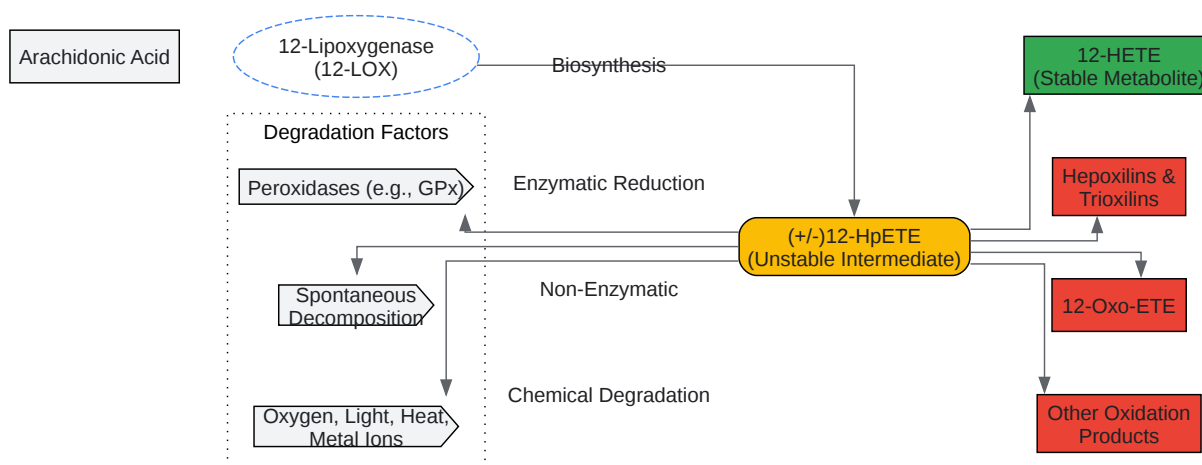 Arachidonic Acid
12-Lipoxygenase
(12-LOX)
Biosynthesis
12-HETE
(Stable Metabolite)
Degradation Factors
Peroxidases (e.g., GPx)
Enzymatic Reduction
Hepoxilins &
Trioxilins
(+/-)12-HpETE
(Unstable Intermediate)
Spontaneous
Decomposition
Non-Enzymatic
12-Oxo-ETE
Chemical Degradation
Oxygen, Light, Heat,
Metal Ions
Other Oxidation
Products